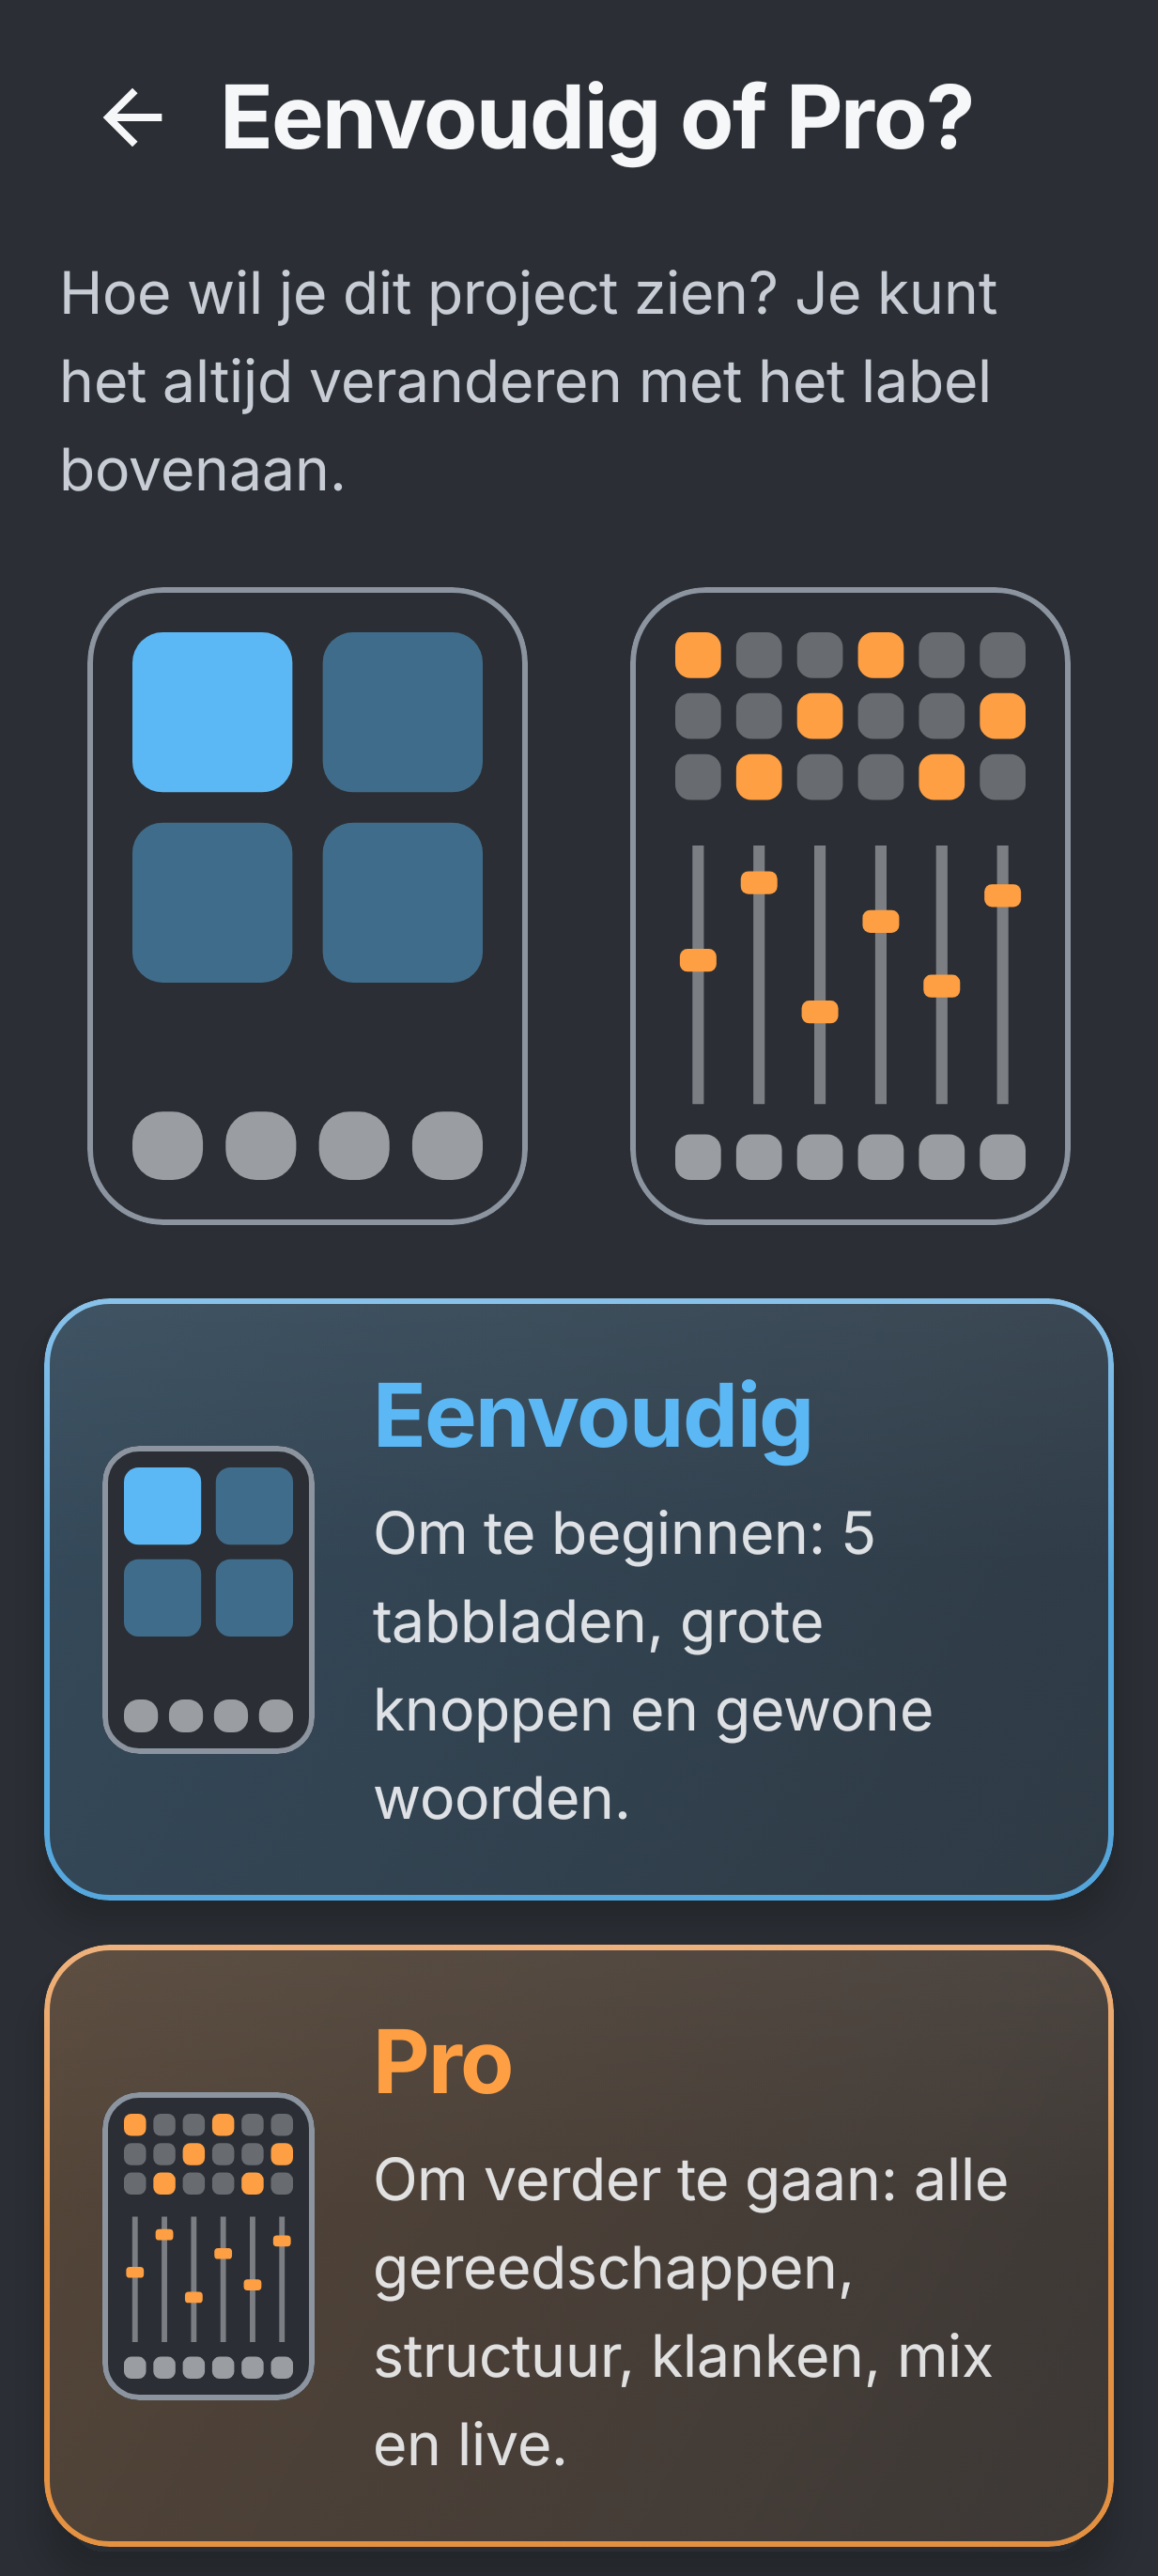 Eenvoudig of Pro?
Hoe wil je dit project zien? Je kunt
het altijd veranderen met het label
bovenaan.
Eenvoudig
Om te beginnen: 5
tabbladen, grote
knoppen en gewone
woorden.
Pro
Om verder te gaan: alle
gereedschappen,
structuur, klanken, mix
en live.